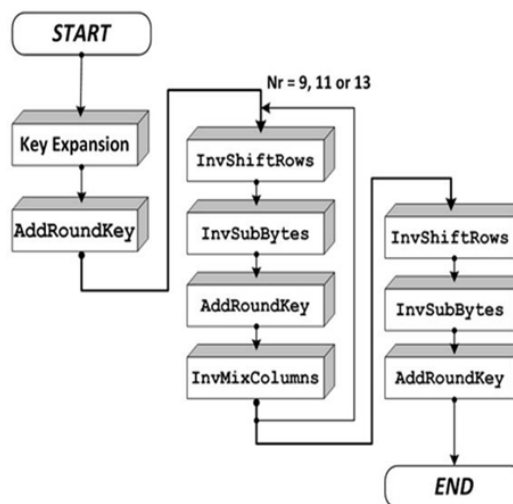 START
Key Expansion
AddRoundKey
Nr = 9, 11 or 13
InvShiftRows
InvSubBytes
AddRoundKey
InvMixColumns
InvShiftRows
InvSubBytes
AddRoundKey
END